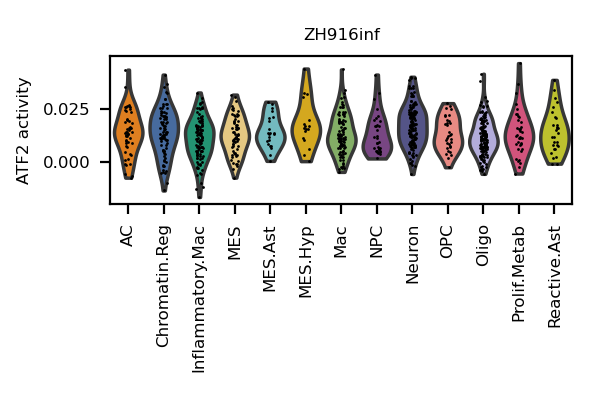 ZH916inf
ATF2 activity
0.025
0.000
AC
Chromatin.Reg
Inflammatory.Mac
MES
MES.Ast
MES.Hyp
Mac
NPC
Neuron
OPC
Oligo
Prolif.Metab
Reactive.Ast